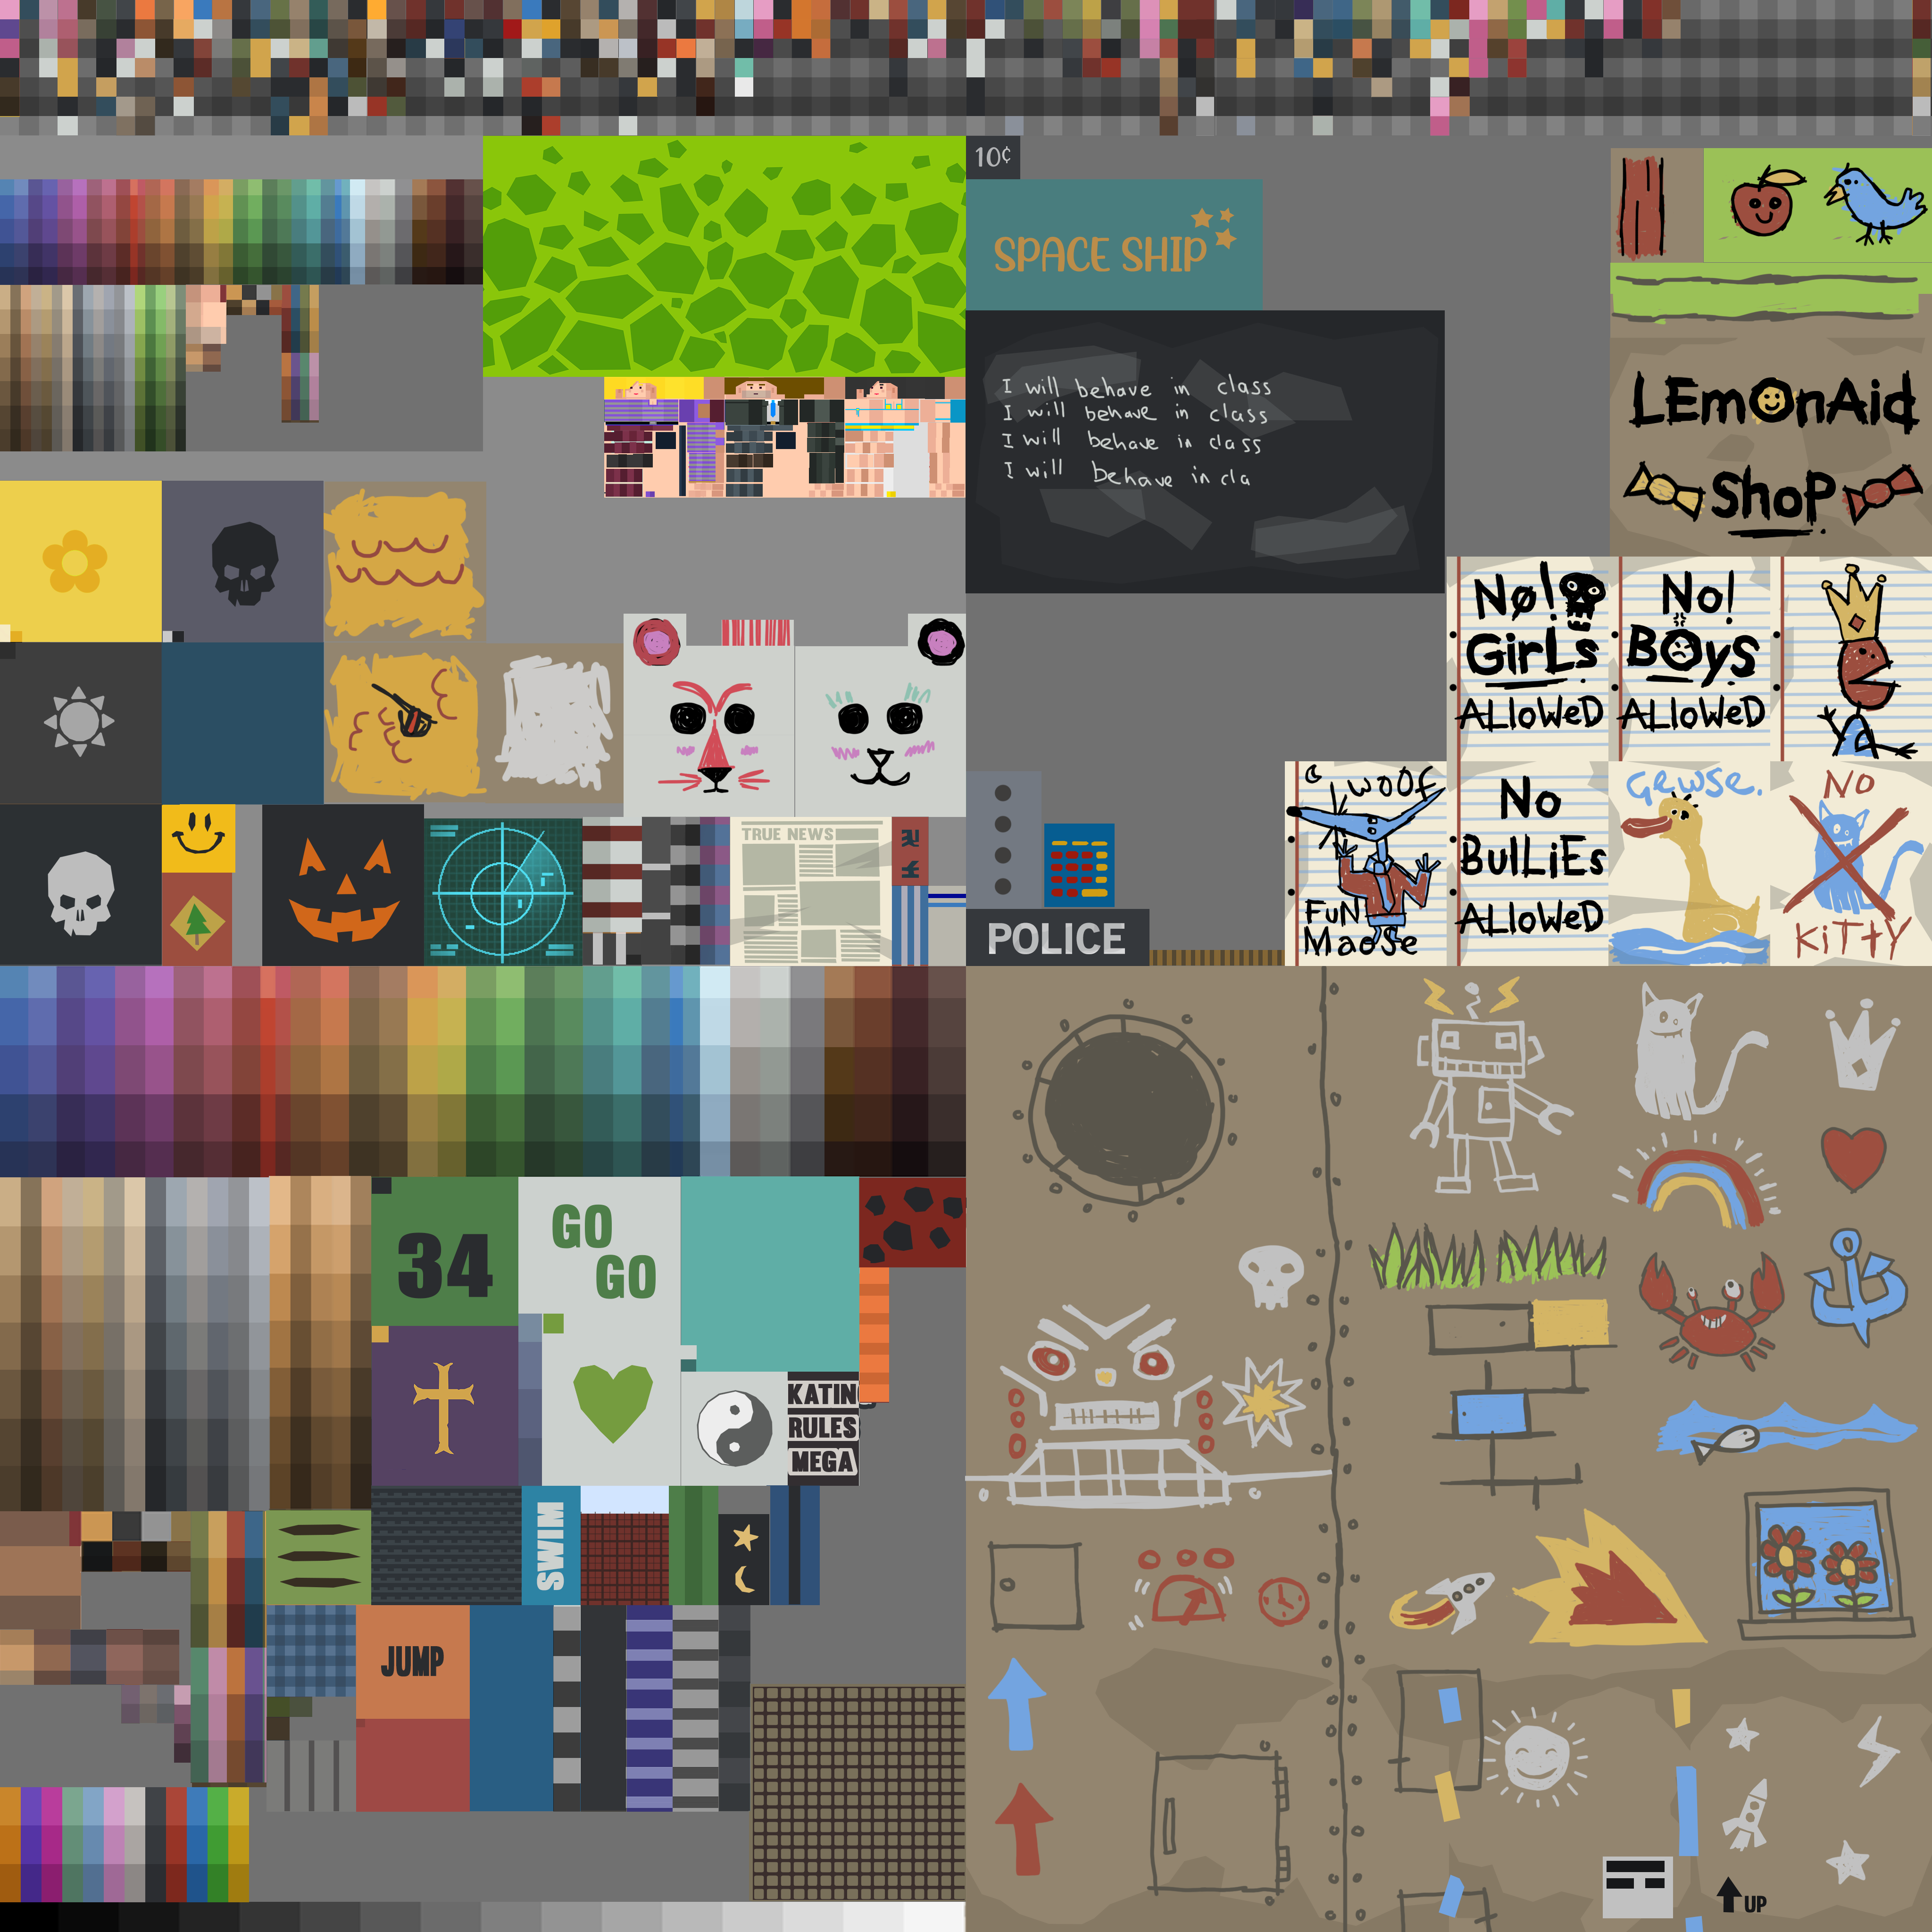 10¢
SPACE SHIP
I will behave in class
I will behave in class
I will behave in class
I will behave in cla
LEmOnAid
ShoP
No!
GirLs
ALloWeD
No!
BOys
ALloWeD
WOOF
FuN
Maose
No
BulLiEs
ALloWeD
Gewse.
NO
KiTTY
TRUE NEWS
POLICE
34
GO
GO
KATIN
RULES
MEGA
SWIM
JUMP
UP